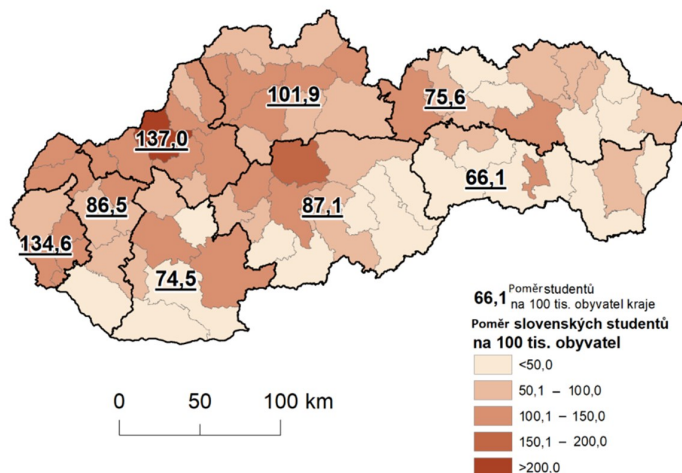 101,9
75,6
137,0
66,1
86,5
87,1
134,6
74,5
66,1 Poměr studentů
na 100 tis. obyvatel kraje
Poměr slovenských studentů
na 100 tis. obyvatel
<50,0
50,1 – 100,0
100,1 – 150,0
150,1 – 200,0
>200,0
0 50 100 km